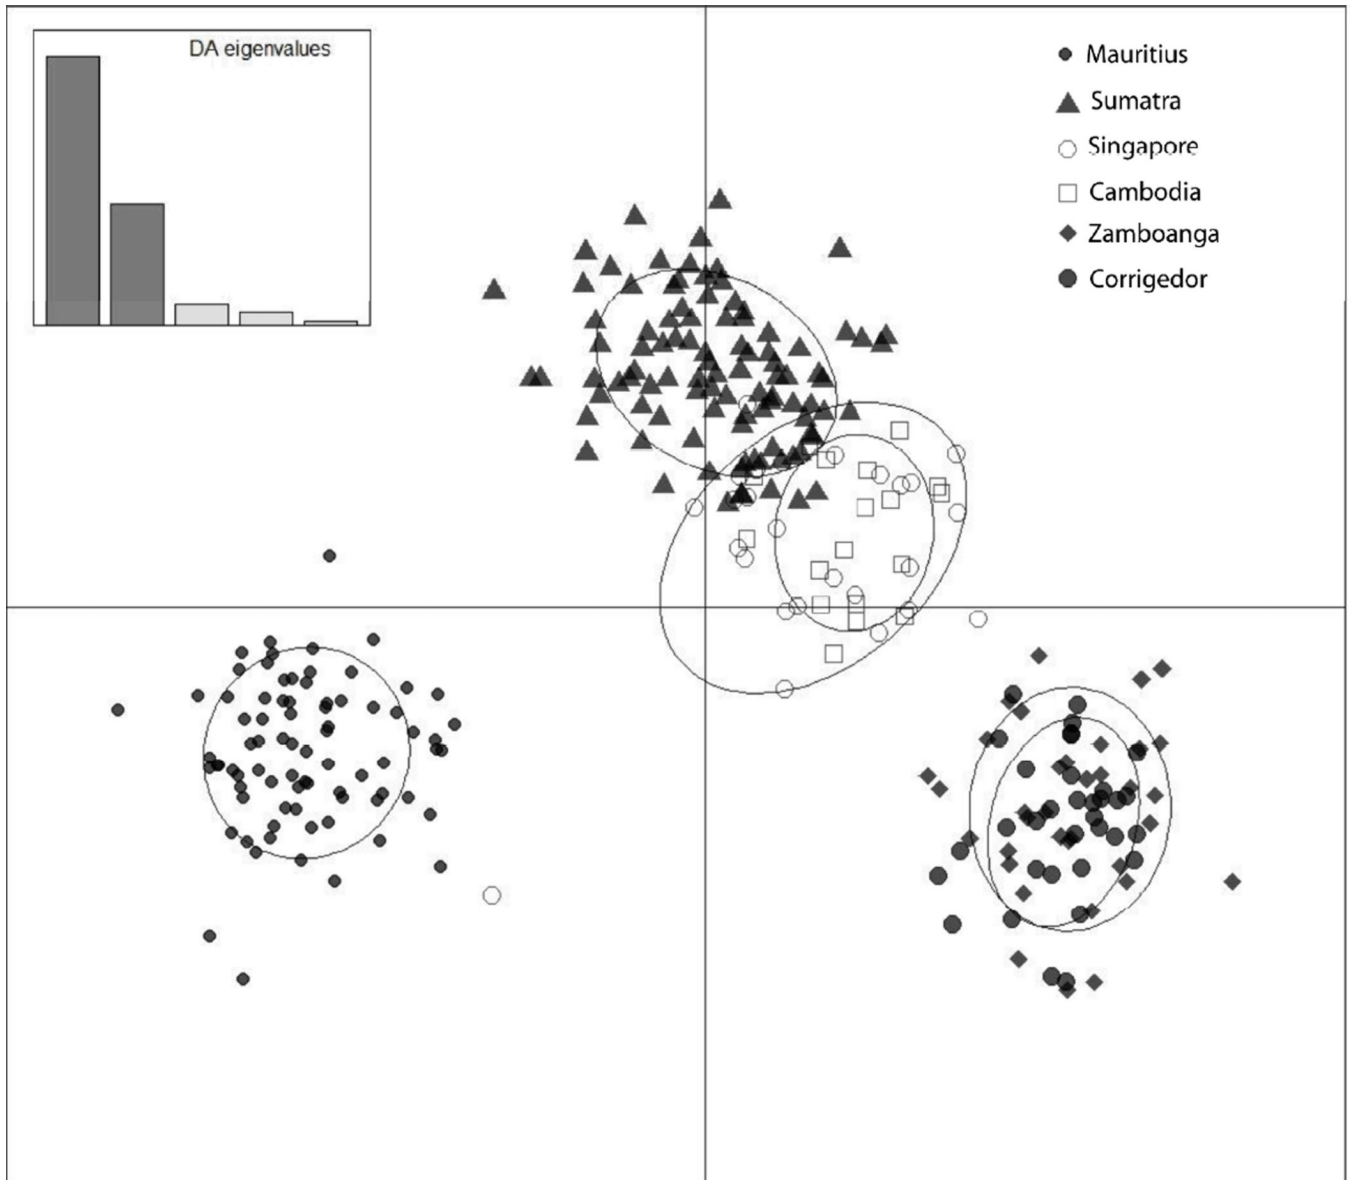 DA eigenvalues
Mauritius
Sumatra
Singapore
Cambodia
Zamboanga
Corrigedor